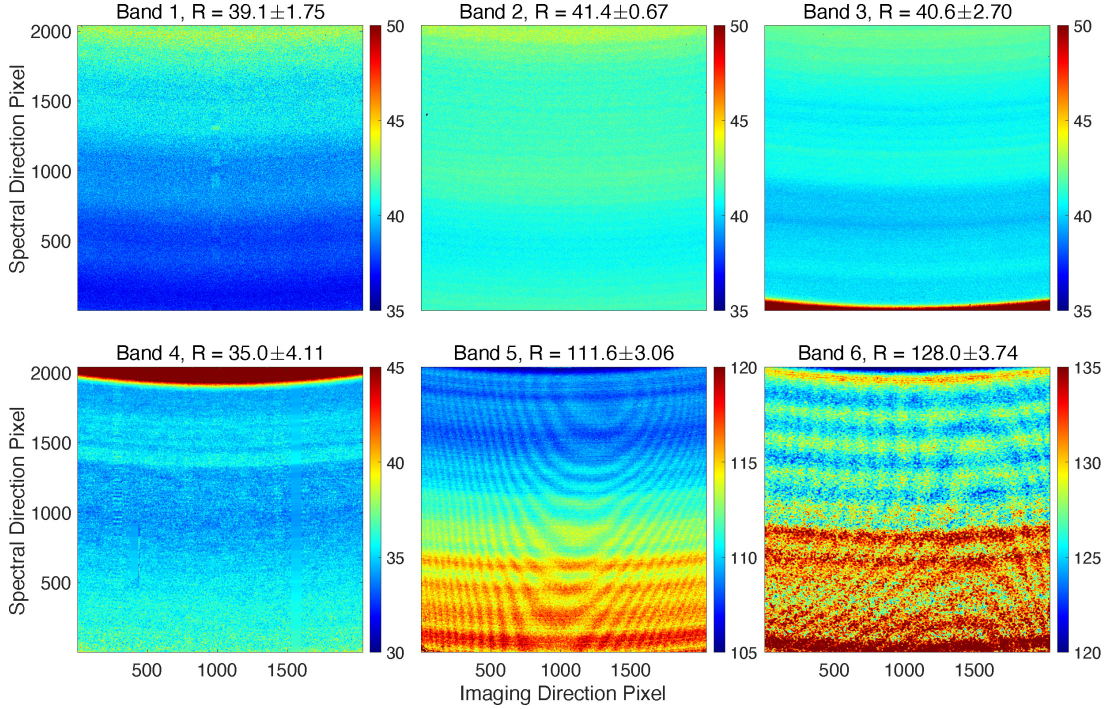 Band 1, R = 39.1±1.75
Band 2, R = 41.4±0.67
Band 3, R = 40.6±2.70
Spectral Direction Pixel
2000
1500
1000
500
50
45
40
35
50
45
40
35
50
45
40
35
Band 4, R = 35.0±4.11
Band 5, R = 111.6±3.06
Band 6, R = 128.0±3.74
Spectral Direction Pixel
2000
1500
1000
500
45
40
35
30
120
115
110
105
135
130
125
120
500 1000 1500
500 1000 1500
500 1000 1500
Imaging Direction Pixel